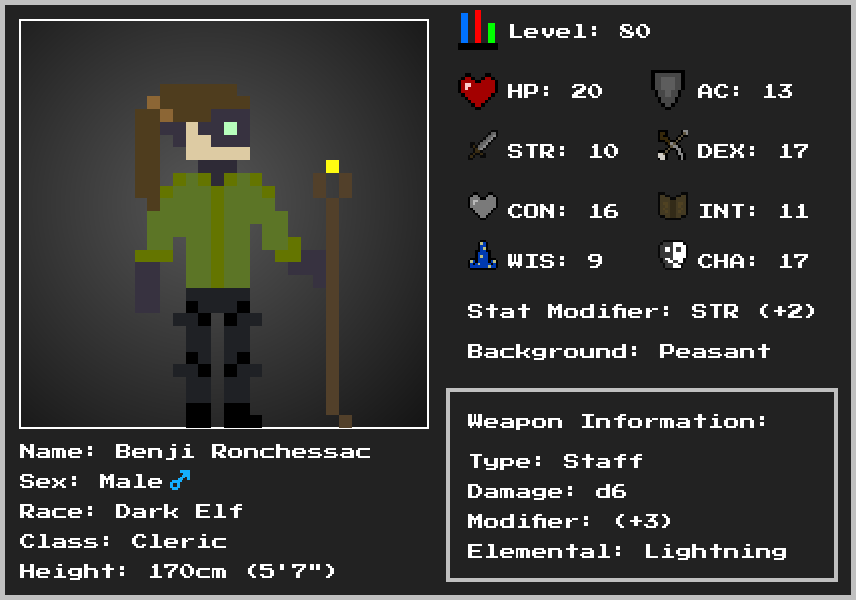 Level: 80
HP: 20
AC: 13
STR: 10
DEX: 17
CON: 16
INT: 11
WIS: 9
CHA: 17
Stat Modifier: STR (+2)
Background: Peasant
Weapon Information:
Type: Staff
Damage: d6
Modifier: (+3)
Elemental: Lightning
Name: Benji Ronchessac
Sex: Male ♂
Race: Dark Elf
Class: Cleric
Height: 170cm (5'7")